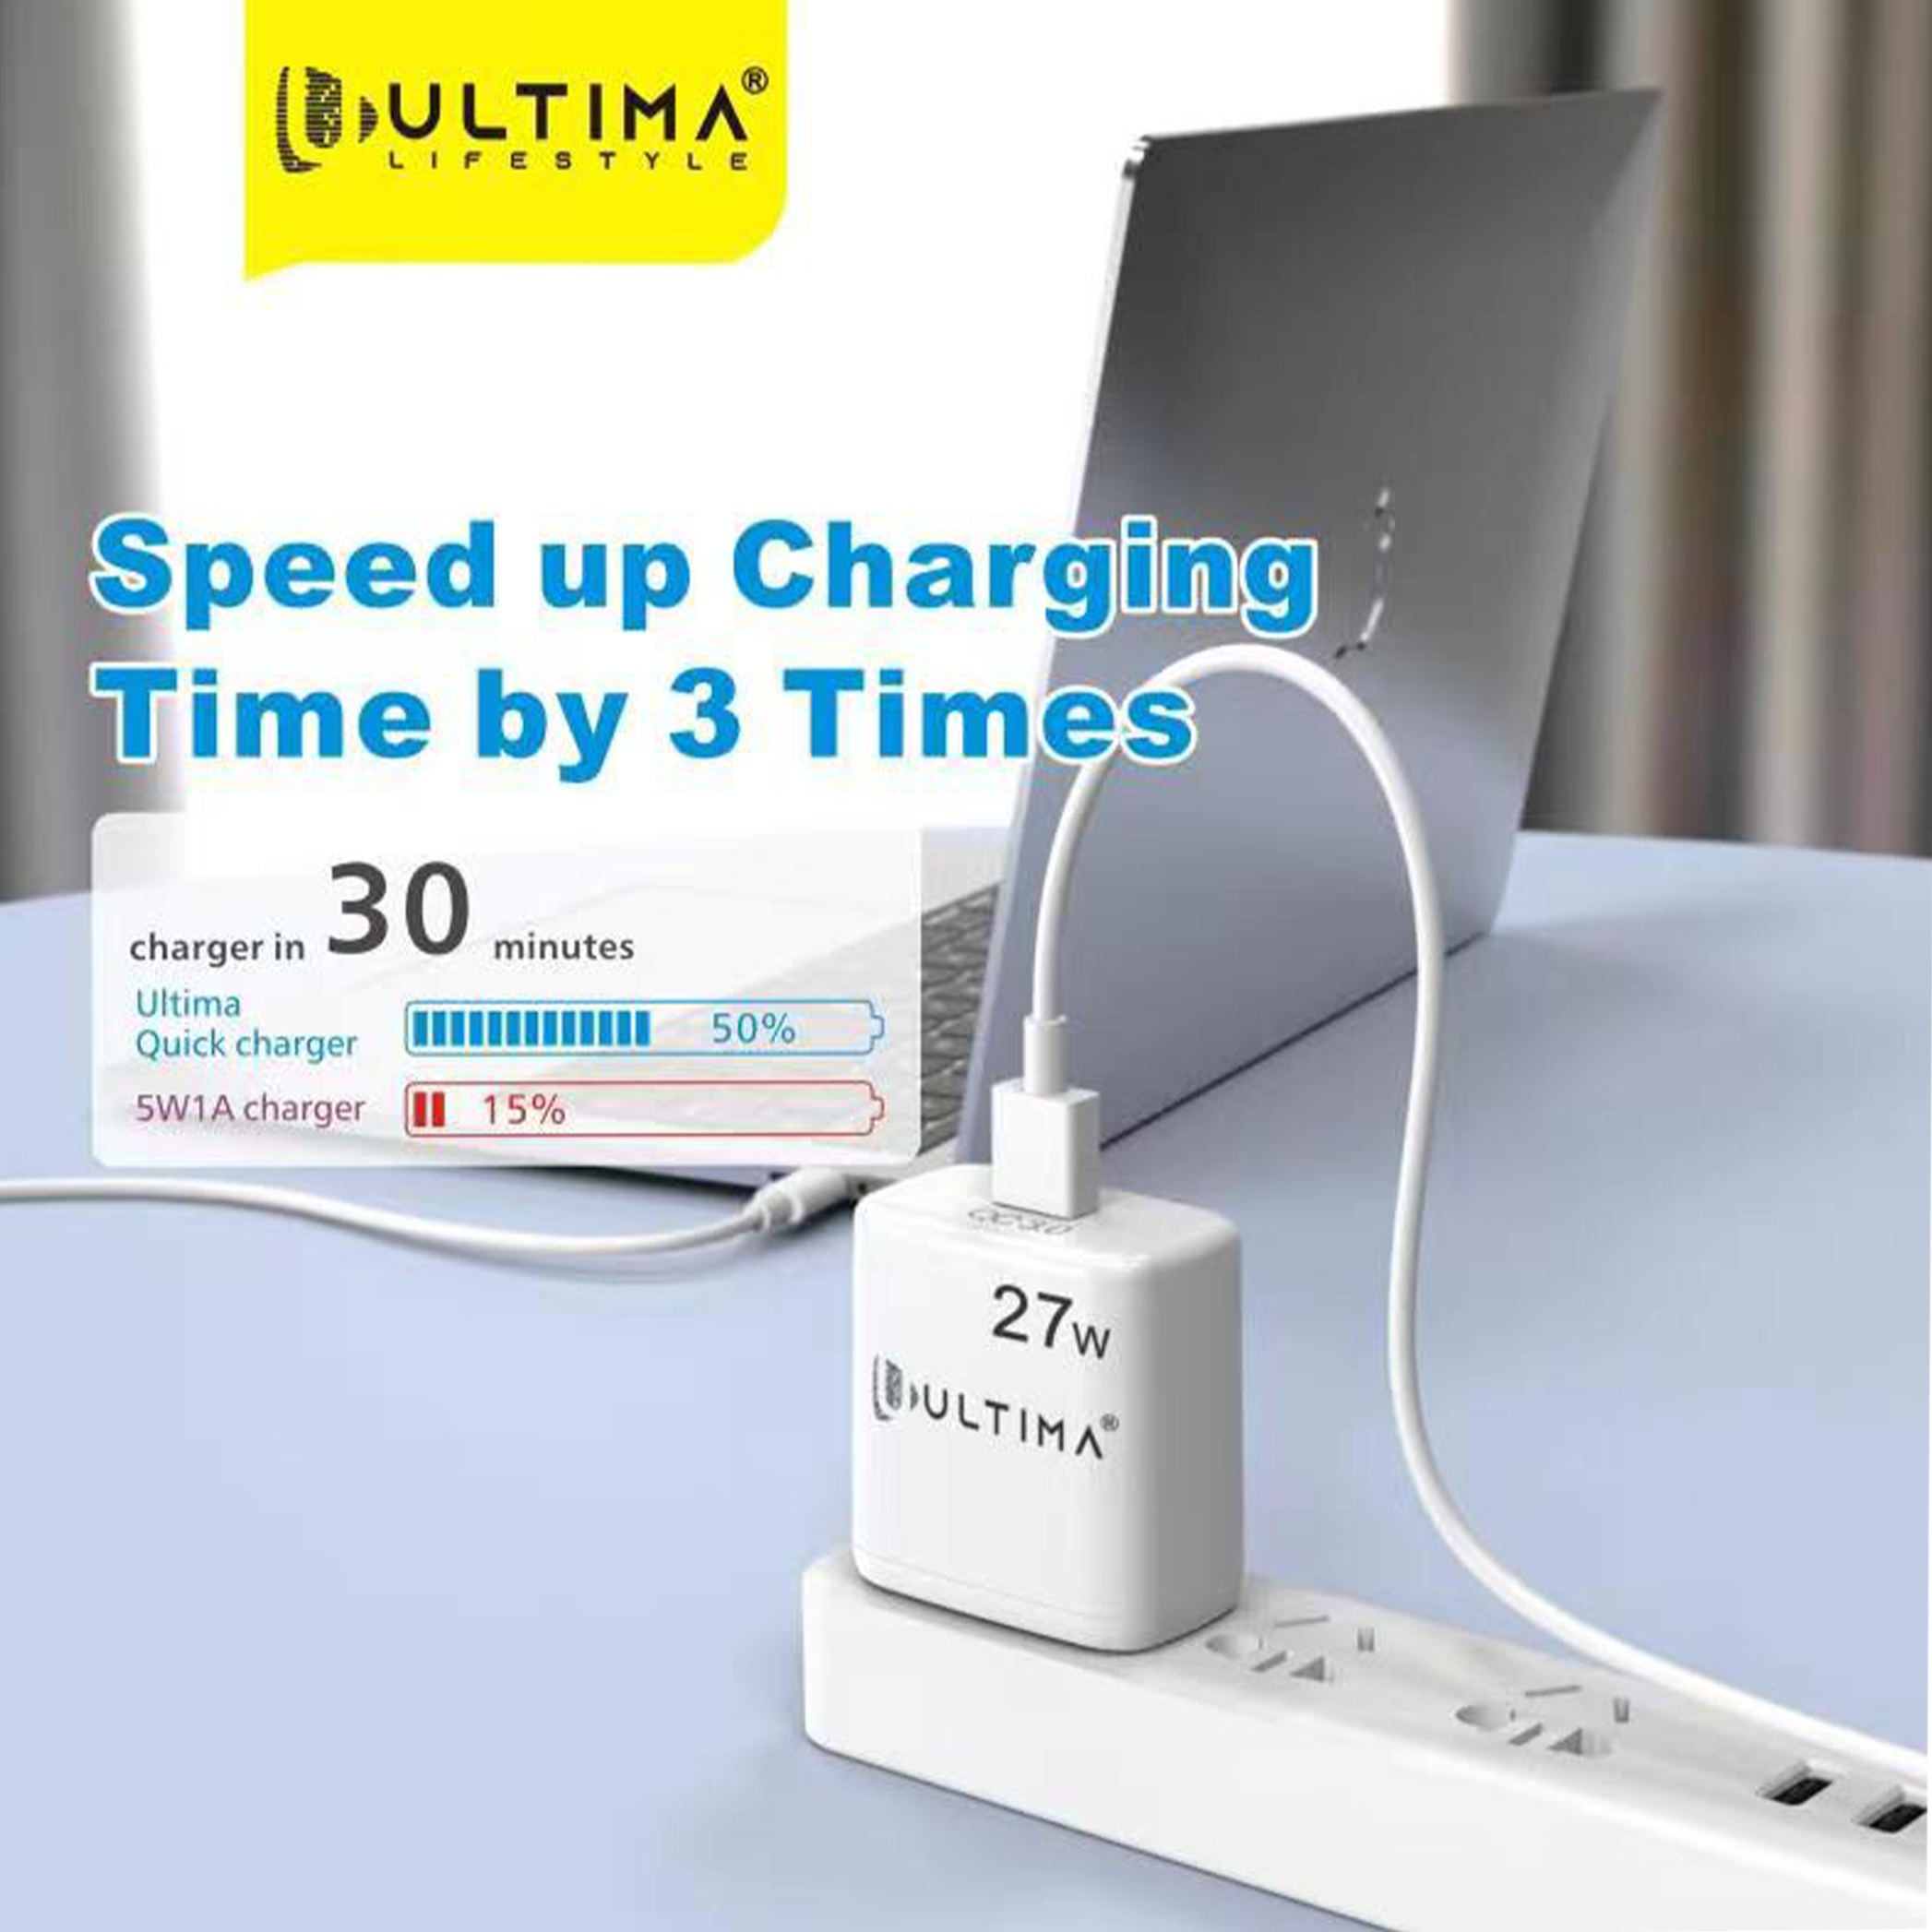 ULTIMA®
LIFESTYLE
Speed up Charging
Time by 3 Times
charger in 30 minutes
Ultima
Quick charger
50%
5W1A charger
15%
QC3.0
27W
ULTIMA®